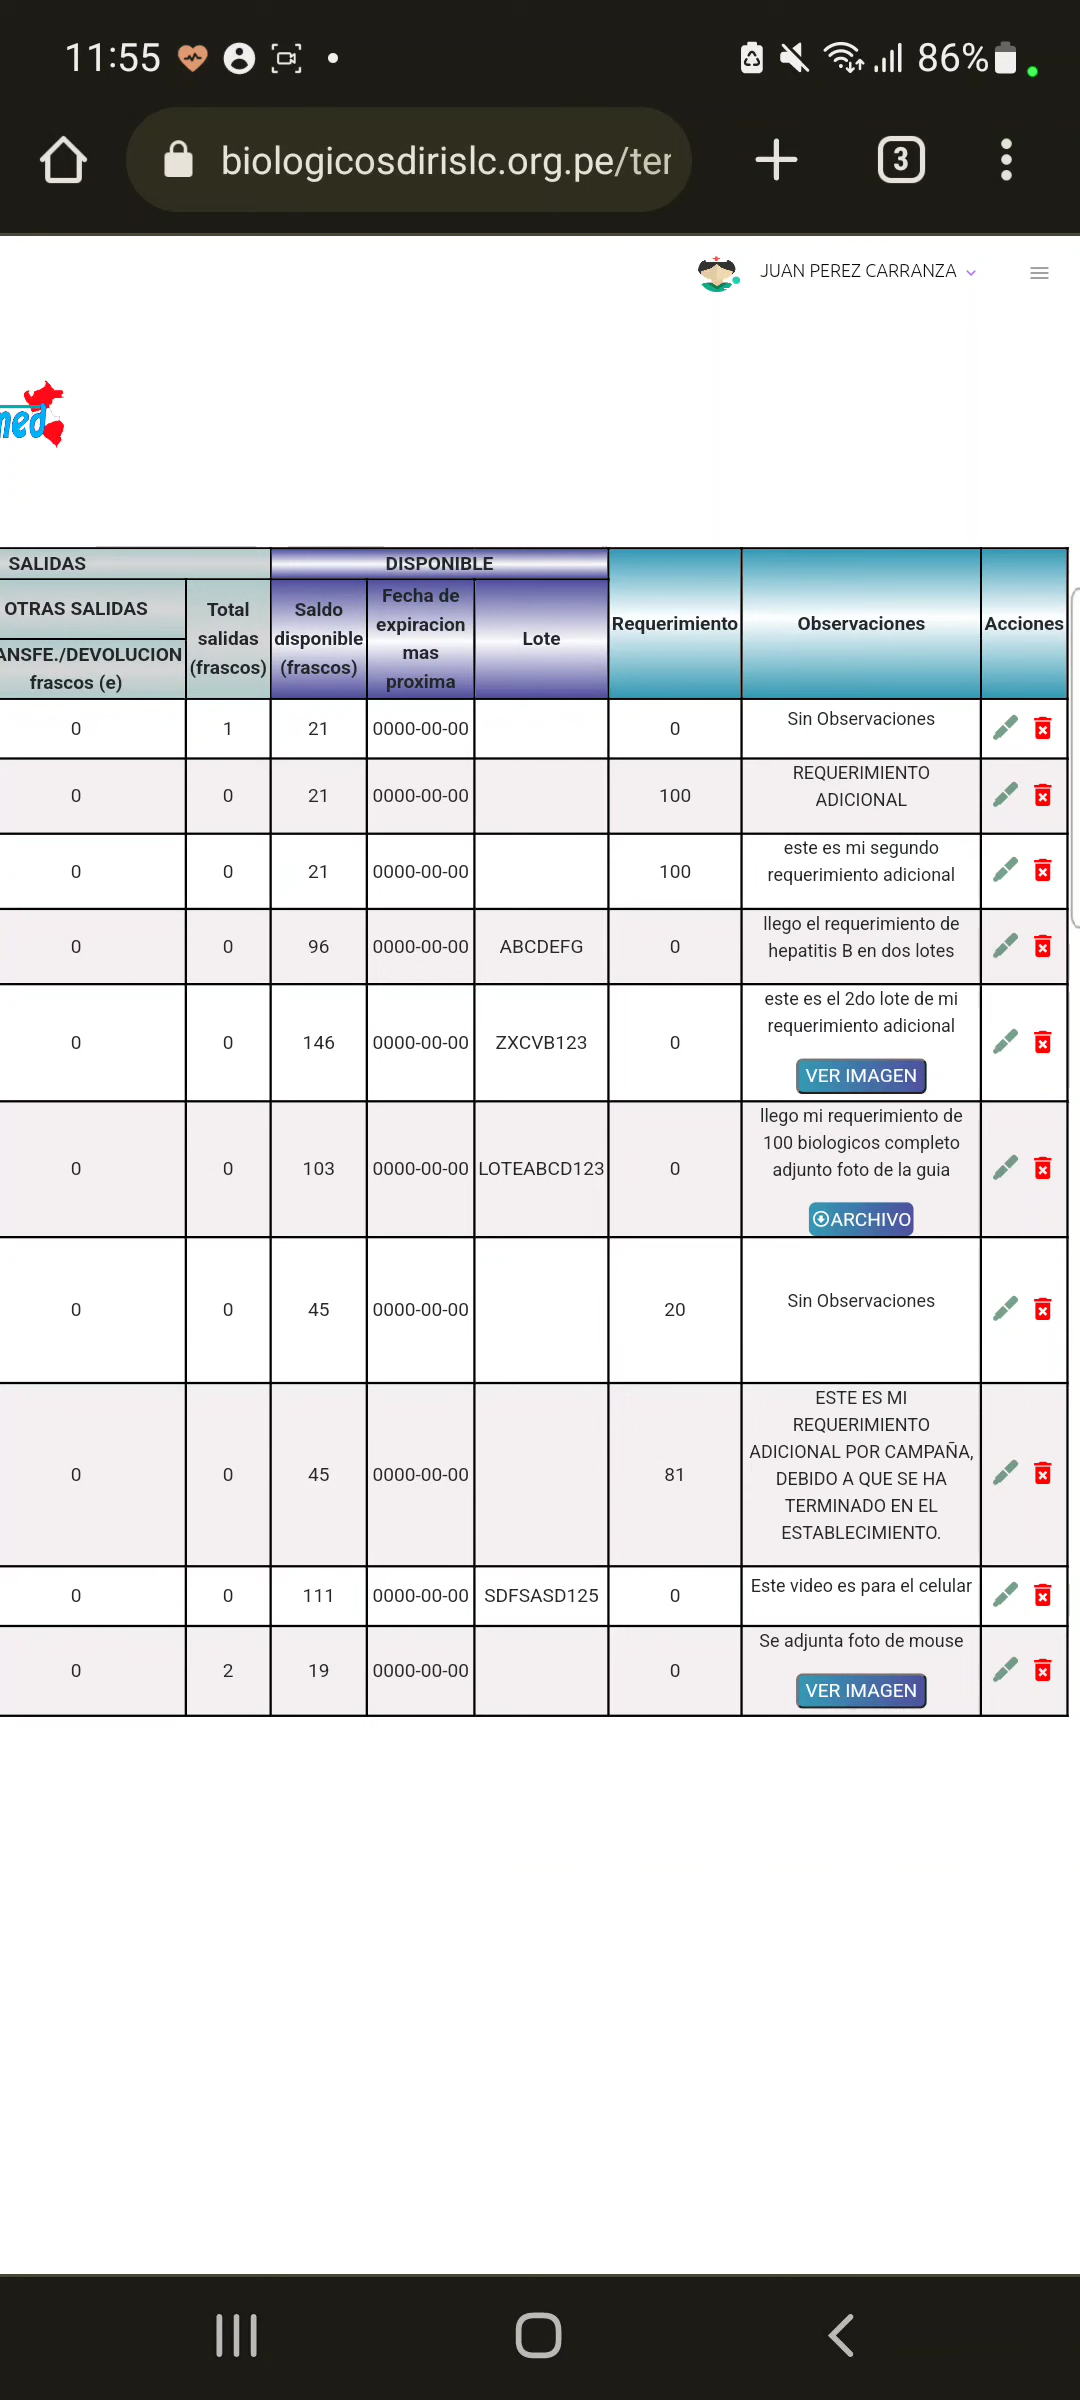 11:55
86%
biologicosdirislc.org.pe/ter
3
JUAN PEREZ CARRANZA
med
SALIDAS
DISPONIBLE
OTRAS SALIDAS
Total
salidas
(frascos)
Saldo
disponible
(frascos)
Fecha de
expiracion
mas
proxima
Lote
Requerimiento
Observaciones
Acciones
ANSFE./DEVOLUCION
frascos (e)
0 1 21 0000-00-00 0 Sin Observaciones
0 0 21 0000-00-00 100 REQUERIMIENTO
ADICIONAL
0 0 21 0000-00-00 100 este es mi segundo
requerimiento adicional
0 0 96 0000-00-00 ABCDEFG 0 llego el requerimiento de
hepatitis B en dos lotes
0 0 146 0000-00-00 ZXCVB123 0 este es el 2do lote de mi
requerimiento adicional
VER IMAGEN
0 0 103 0000-00-00 LOTEABCD123 0 llego mi requerimiento de
100 biologicos completo
adjunto foto de la guia
ARCHIVO
0 0 45 0000-00-00 20 Sin Observaciones
0 0 45 0000-00-00 81 ESTE ES MI
REQUERIMIENTO
ADICIONAL POR CAMPAÑA,
DEBIDO A QUE SE HA
TERMINADO EN EL
ESTABLECIMIENTO.
0 0 111 0000-00-00 SDFSASD125 0 Este video es para el celular
0 2 19 0000-00-00 0 Se adjunta foto de mouse
VER IMAGEN